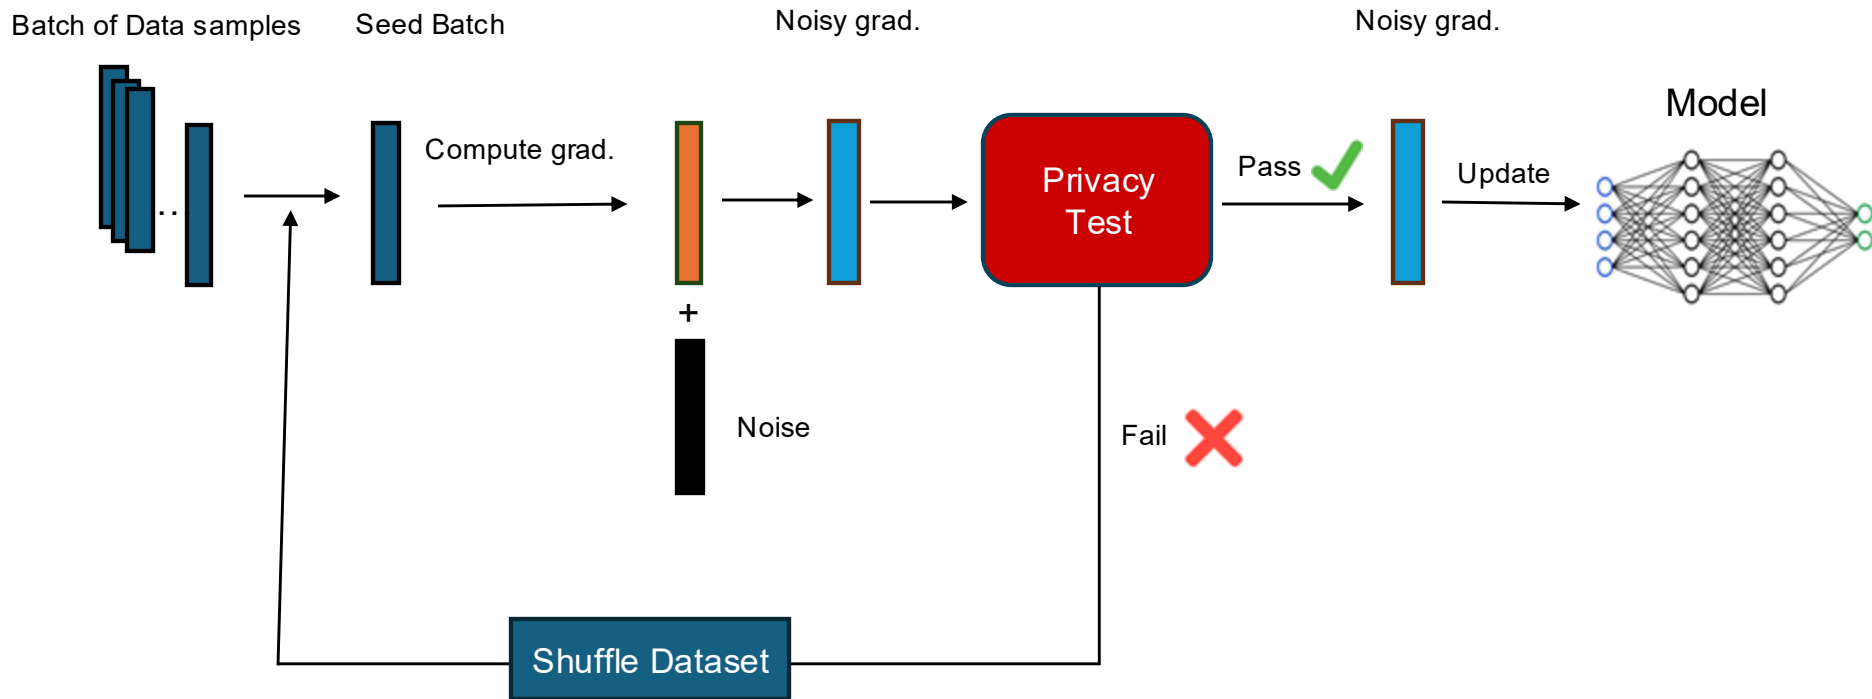 Batch of Data samples
Seed Batch
Noisy grad.
Noisy grad.
Model
Compute grad.
Privacy
Test
Pass
Update
...
+
Noise
Fail
Shuffle Dataset